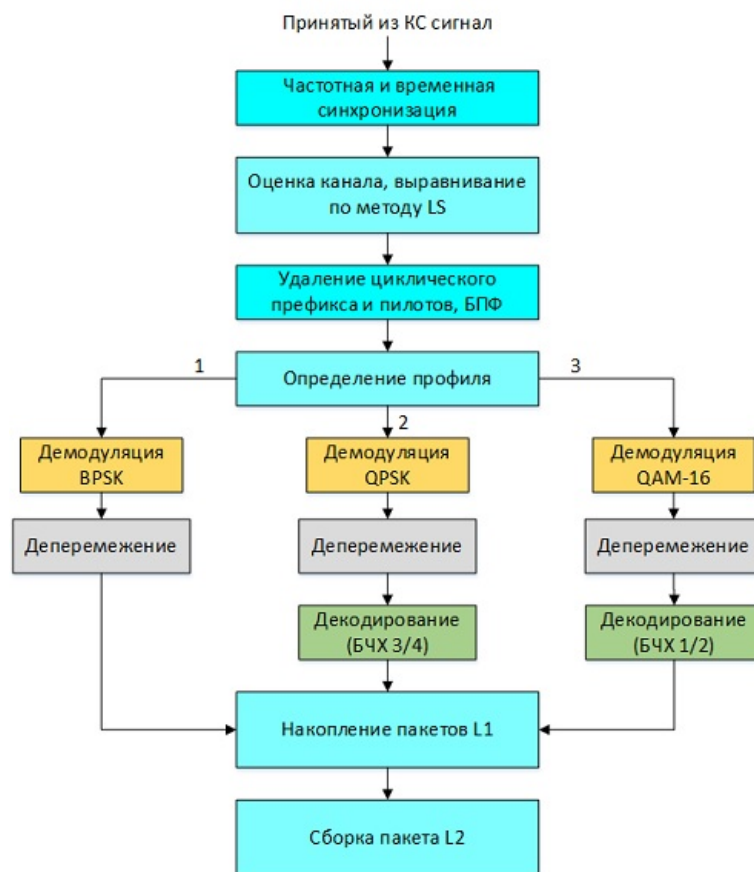 Принятый из КС сигнал
Частотная и временная
синхронизация
Оценка канала, выравнивание
по методу LS
Удаление циклического
префикса и пилотов, БПФ
1
Определение профиля
3
2
Демодуляция
BPSK
Демодуляция
QPSK
Демодуляция
QAM-16
Деперемежение
Деперемежение
Деперемежение
Декодирование
(БЧХ 3/4)
Декодирование
(БЧХ 1/2)
Накопление пакетов L1
Сборка пакета L2